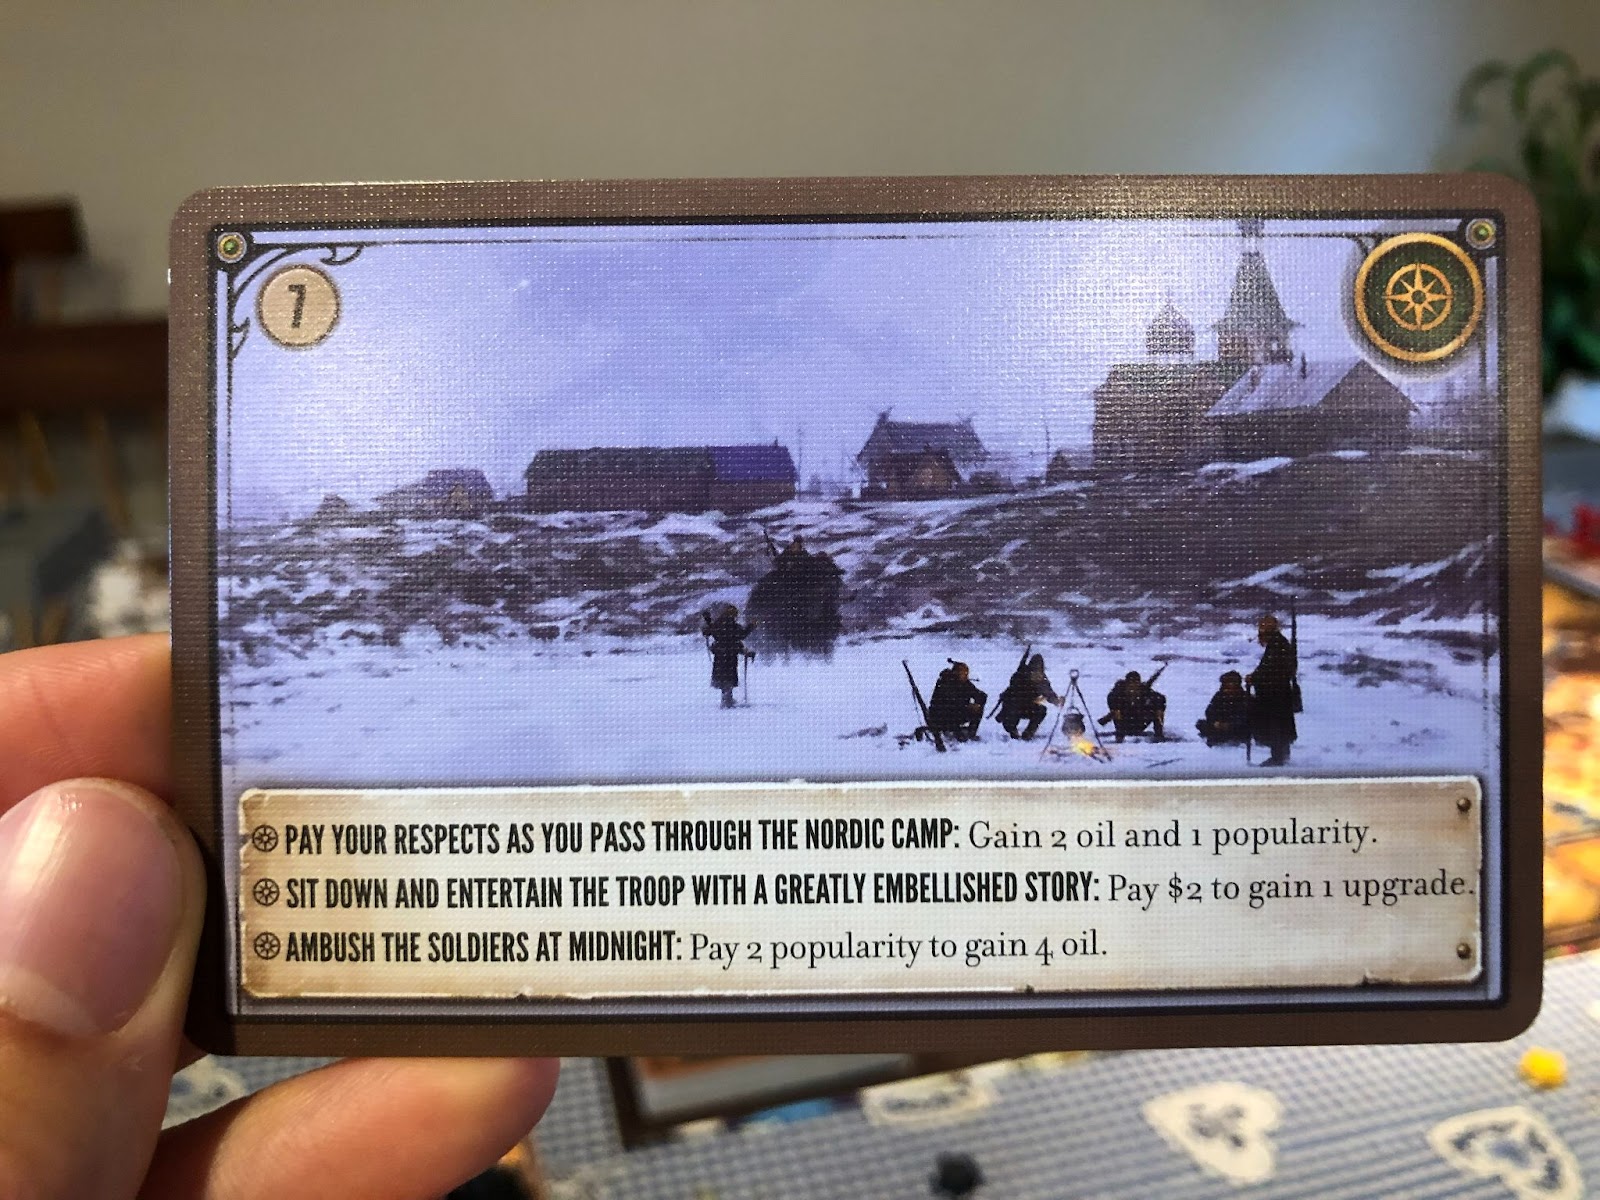 7
PAY YOUR RESPECTS AS YOU PASS THROUGH THE NORDIC CAMP: Gain 2 oil and 1 popularity.
SIT DOWN AND ENTERTAIN THE TROOP WITH A GREATLY EMBELLISHED STORY: Pay $2 to gain 1 upgrade.
AMBUSH THE SOLDIERS AT MIDNIGHT: Pay 2 popularity to gain 4 oil.